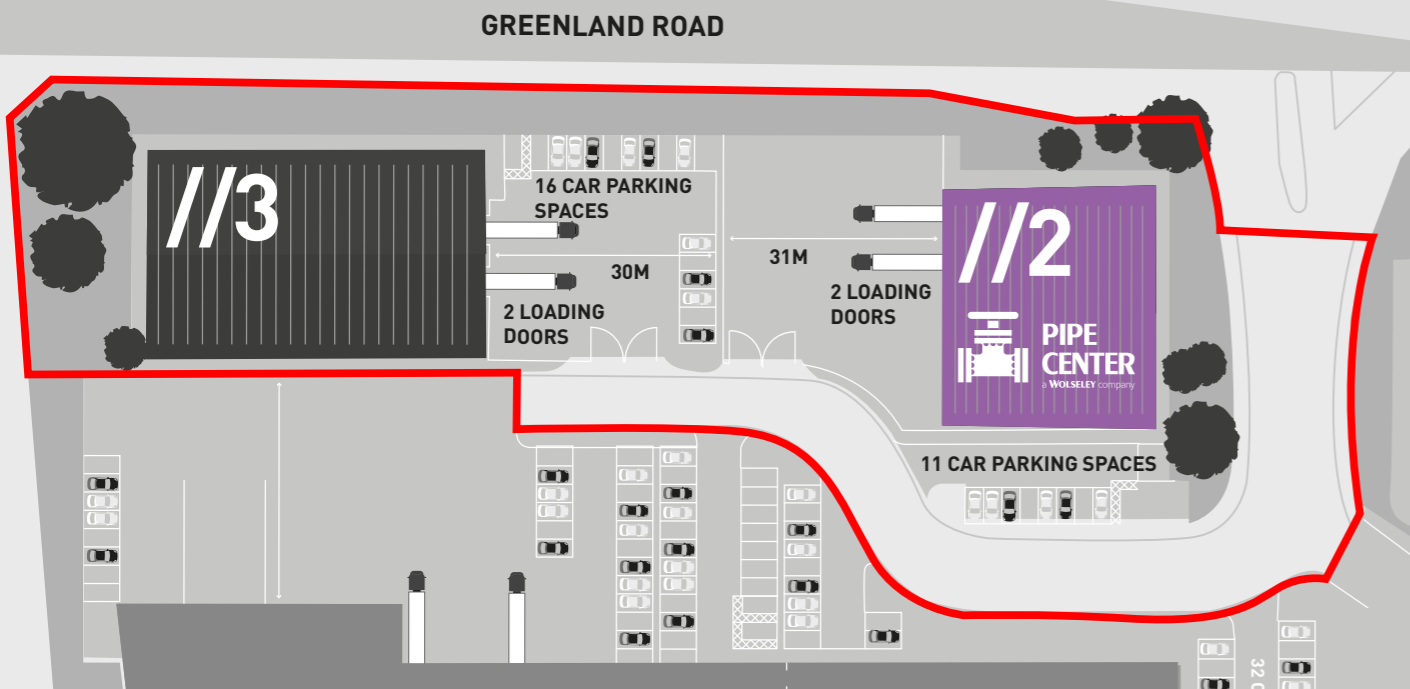 GREENLAND ROAD
//3
16 CAR PARKING
SPACES
30M
2 LOADING
DOORS
31M
2 LOADING
DOORS
//2
PIPE
CENTER
a WOLSELEY company
11 CAR PARKING SPACES
32 C